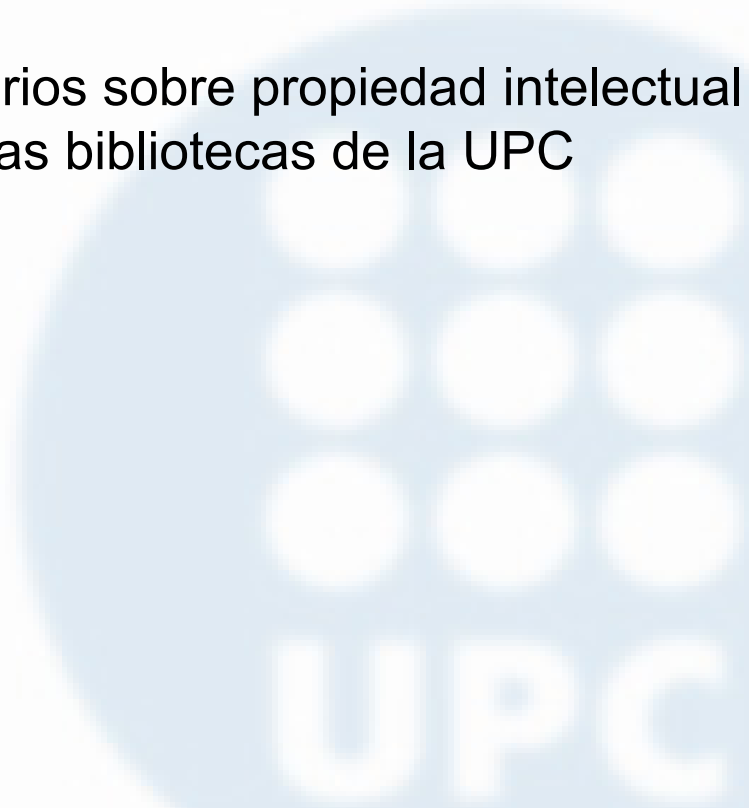 rios sobre propiedad intelectual
as bibliotecas de la UPC
UPC